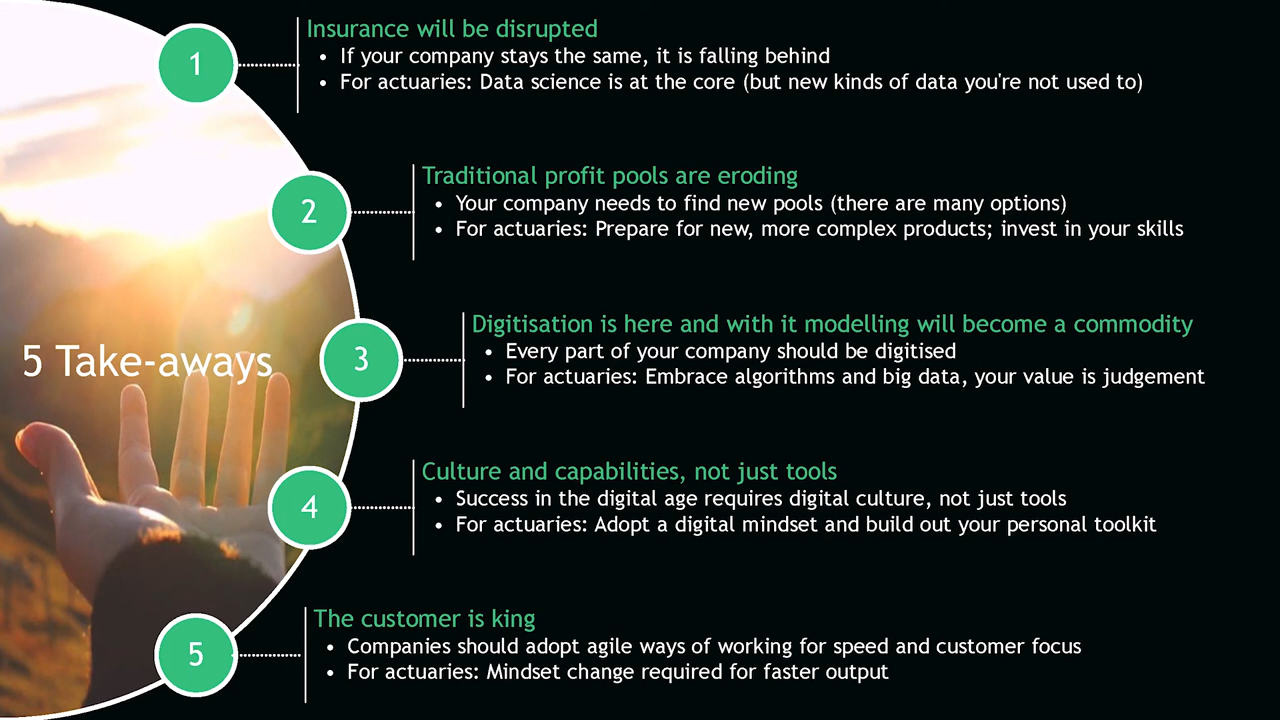 5 Take-aways
1
Insurance will be disrupted
• If your company stays the same, it is falling behind
• For actuaries: Data science is at the core (but new kinds of data you're not used to)
2
Traditional profit pools are eroding
• Your company needs to find new pools (there are many options)
• For actuaries: Prepare for new, more complex products; invest in your skills
3
Digitisation is here and with it modelling will become a commodity
• Every part of your company should be digitised
• For actuaries: Embrace algorithms and big data, your value is judgement
4
Culture and capabilities, not just tools
• Success in the digital age requires digital culture, not just tools
• For actuaries: Adopt a digital mindset and build out your personal toolkit
5
The customer is king
• Companies should adopt agile ways of working for speed and customer focus
• For actuaries: Mindset change required for faster output